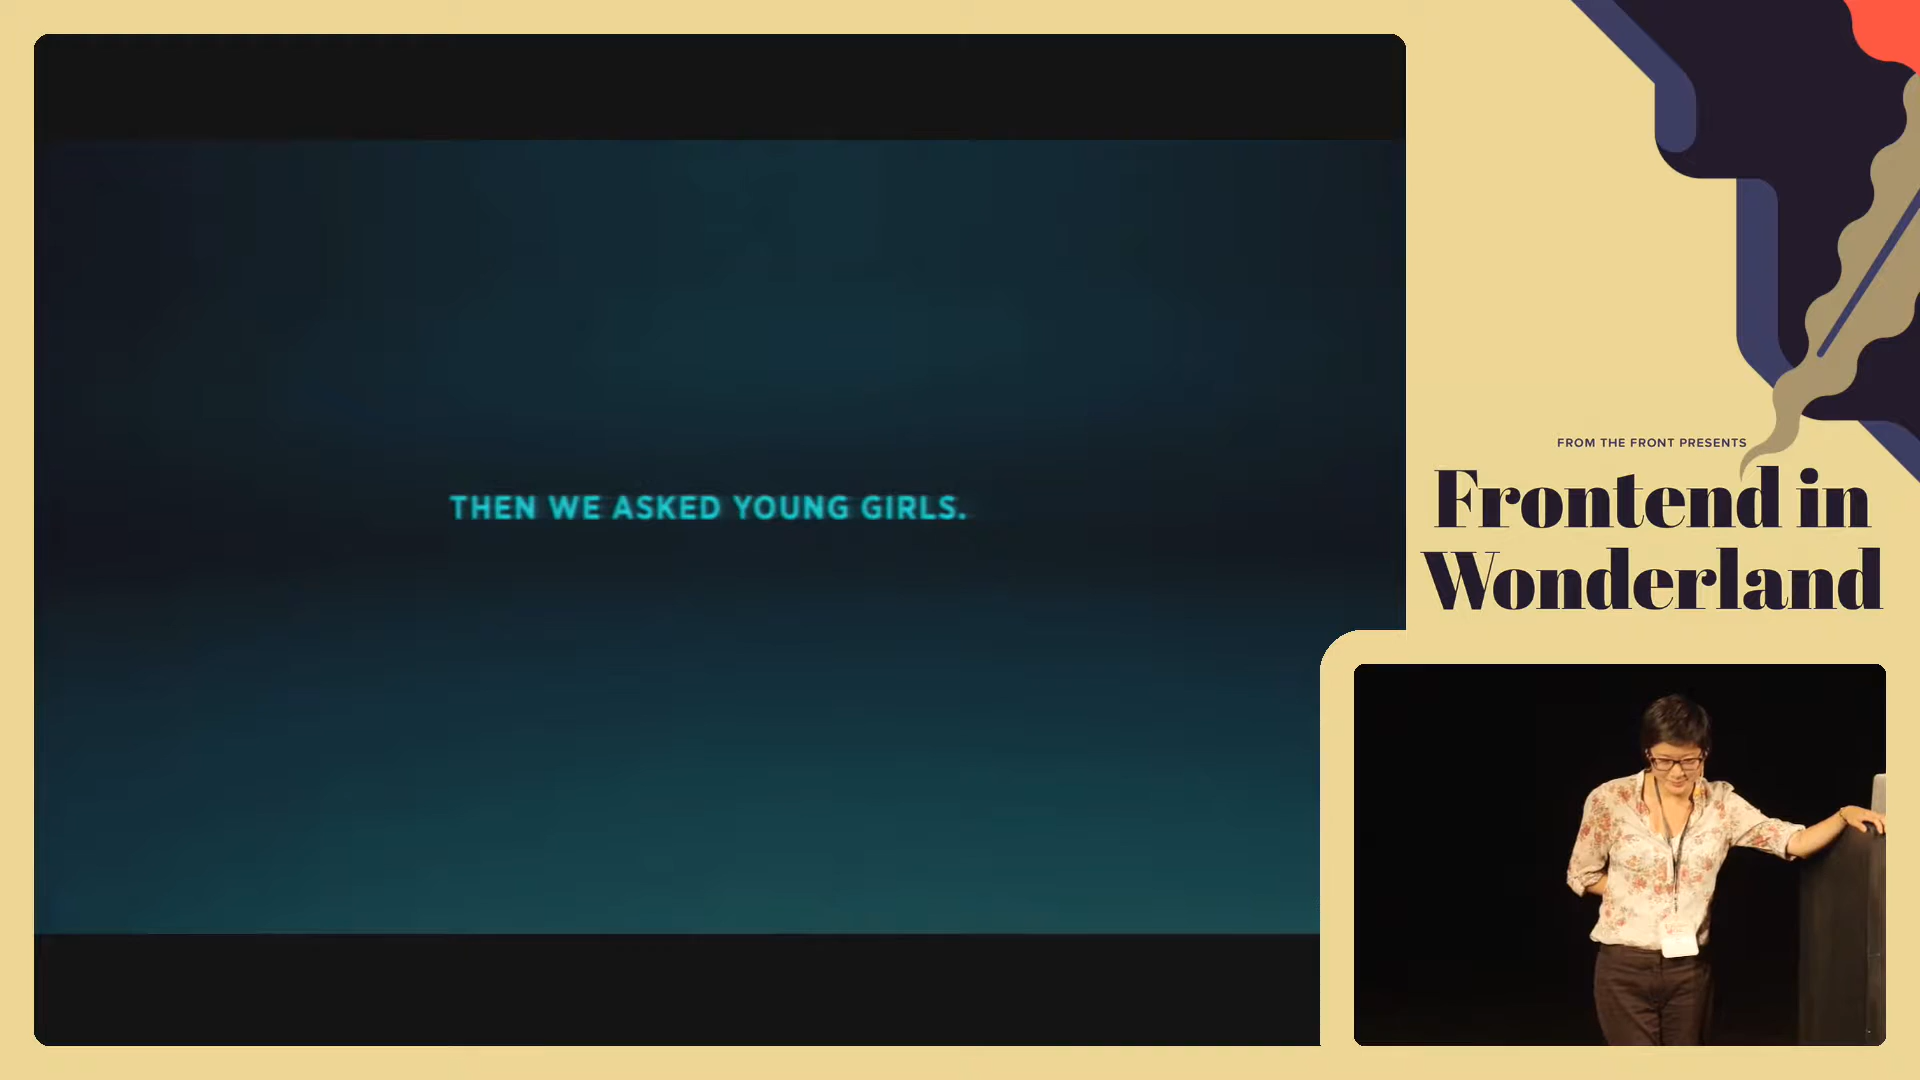 THEN WE ASKED YOUNG GIRLS.
FROM THE FRONT PRESENTS
Frontend in
Wonderland